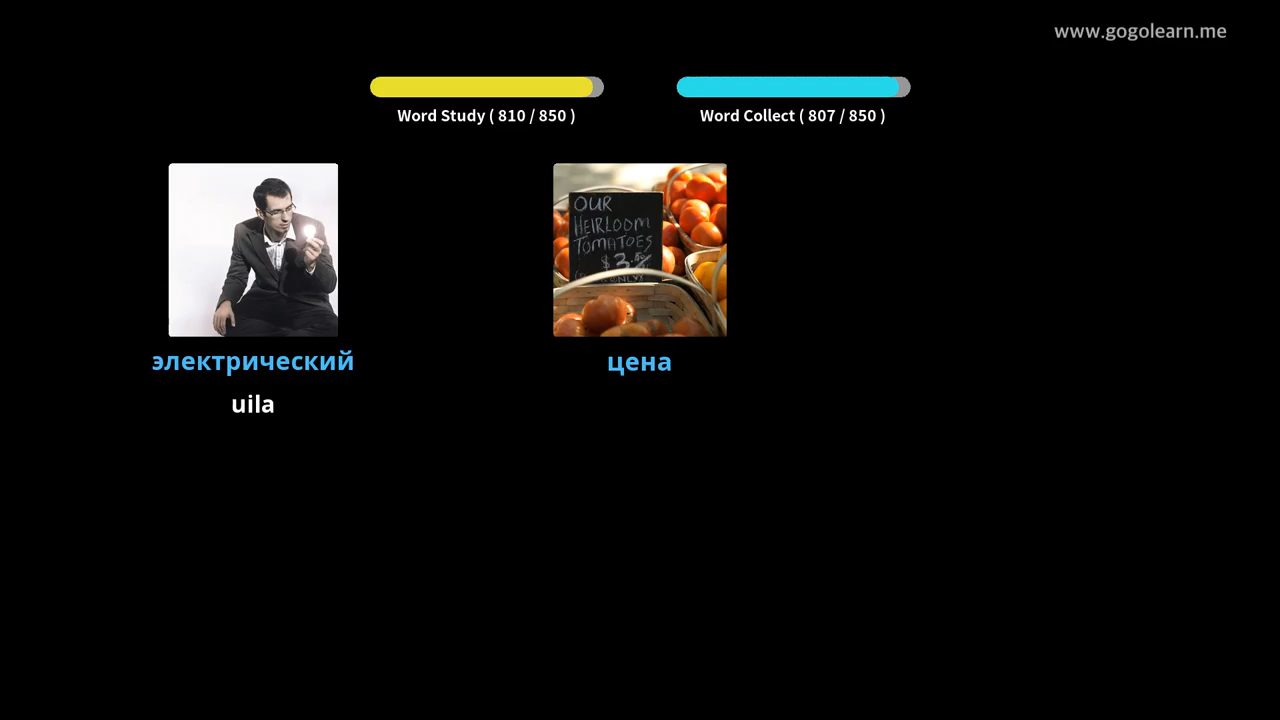 www.gogolearn.me
Word Study ( 810 / 850 )
Word Collect ( 807 / 850 )
OUR
HEIRLOOM
TOMATOES
электрический
цена
uila